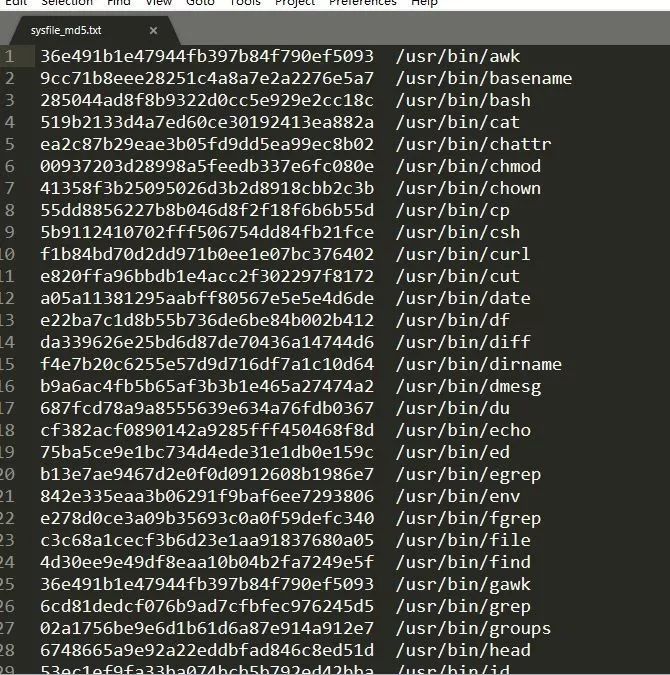 Edit Selection Find View Goto Tools Project Preferences Help
sysfile_md5.txt ×
1 36e491b1e47944fb397b84f790ef5093 /usr/bin/awk
2 9cc71b8eee28251c4a8a7e2a2276e5a7 /usr/bin/basename
3 285044ad8f8b9322d0cc5e929e2cc18c /usr/bin/bash
4 519b2133d4a7ed60ce30192413ea882a /usr/bin/cat
5 ea2c87b29eae3b05fd9dd5ea99ec8b02 /usr/bin/chattr
6 00937203d28998a5feedb337e6fc080e /usr/bin/chmod
7 41358f3b25095026d3b2d8918cbb2c3b /usr/bin/chown
8 55dd8856227b8b046d8f2f18f6b6b55d /usr/bin/cp
9 5b9112410702fff506754dd84fb21fce /usr/bin/csh
10 f1b84bd70d2dd971b0ee1e07bc376402 /usr/bin/curl
11 e820ffa96bbdb1e4acc2f302297f8172 /usr/bin/cut
12 a05a11381295aabff80567e5e5e4d6de /usr/bin/date
13 e22ba7c1d8b55b736de6be84b002b412 /usr/bin/df
14 da339626e25bd6d87de70436a14744d6 /usr/bin/diff
15 f4e7b20c6255e57d9d716df7a1c10d64 /usr/bin/dirname
16 b9a6ac4fb5b65af3b3b1e465a27474a2 /usr/bin/dmesg
17 687fcd78a9a8555639e634a76fdb0367 /usr/bin/du
18 cf382acf0890142a9285fff450468f8d /usr/bin/echo
19 75ba5ce9e1bc734d4ede31e1db0e159c /usr/bin/ed
20 b13e7ae9467d2e0f0d0912608b1986e7 /usr/bin/egrep
21 842e335eaa3b06291f9baf6ee7293806 /usr/bin/env
22 e278d0ce3a09b35693c0a0f59defc340 /usr/bin/fgrep
23 c3c68a1cecf3b6d23e1aa91837680a05 /usr/bin/file
24 4d30ee9e49df8eaa10b04b2fa7249e5f /usr/bin/find
25 36e491b1e47944fb397b84f790ef5093 /usr/bin/gawk
26 6cd81dedcf076b9ad7cfbfec976245d5 /usr/bin/grep
27 02a1756be9e6d1b61d6a87e914a912e7 /usr/bin/groups
28 6748665a9e92a22eddbfad846c8ed51d /usr/bin/head
29 53ec1ef9fa33ba074bcb5b792ed42bba /usr/bin/id